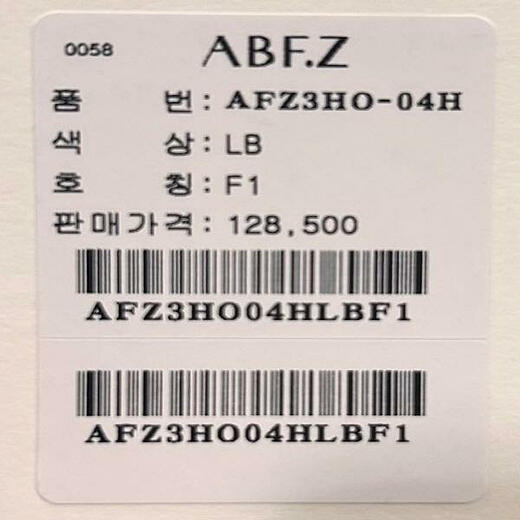 0058 ABF.Z
품 번 : AFZ3HO-04H
색 상 : LB
호 칭 : F1
판매가격 : 128,500
AFZ3HO04HLBF1
AFZ3HO04HLBF1